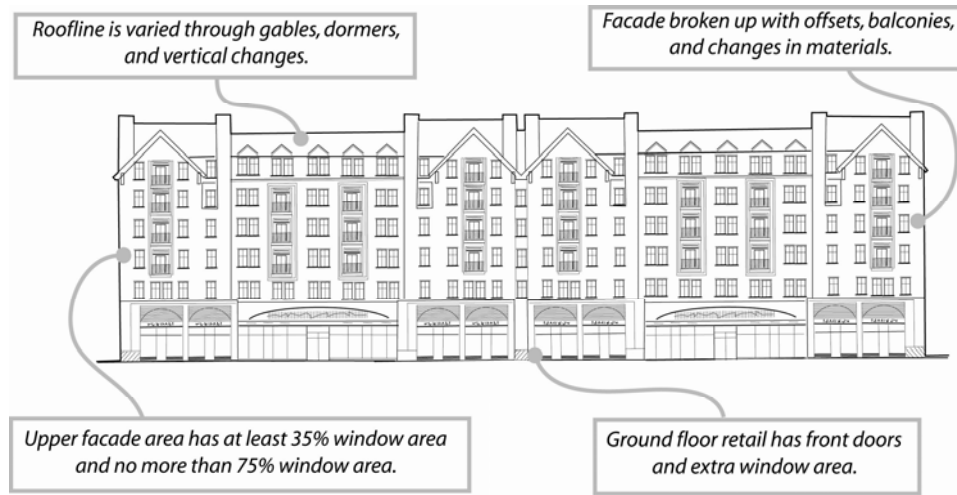 Roofline is varied through gables, dormers,
and vertical changes.
Facade broken up with offsets, balconies,
and changes in materials.
Upper facade area has at least 35% window area
and no more than 75% window area.
Ground floor retail has front doors
and extra window area.